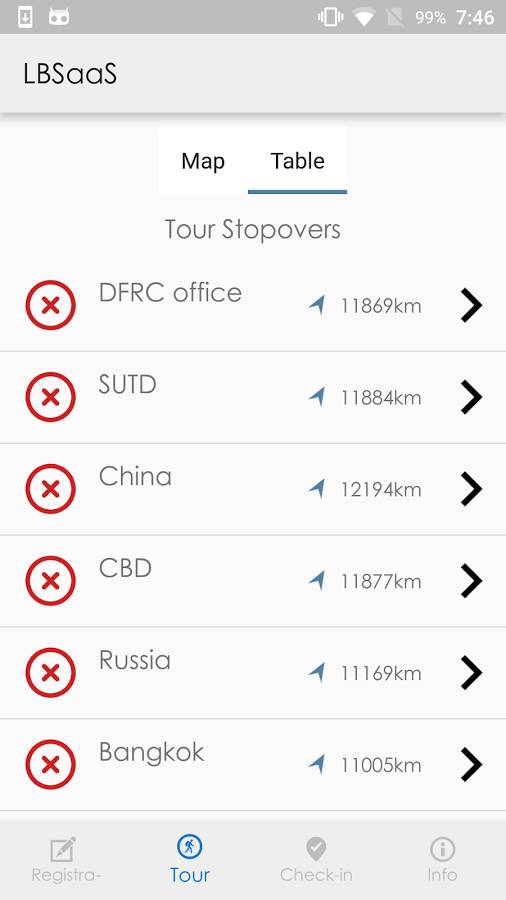 99% 7:46
LBSaaS
Map Table
Tour Stopovers
DFRC office 11869km
SUTD 11884km
China 12194km
CBD 11877km
Russia 11169km
Bangkok 11005km
Registra- Tour Check-in Info